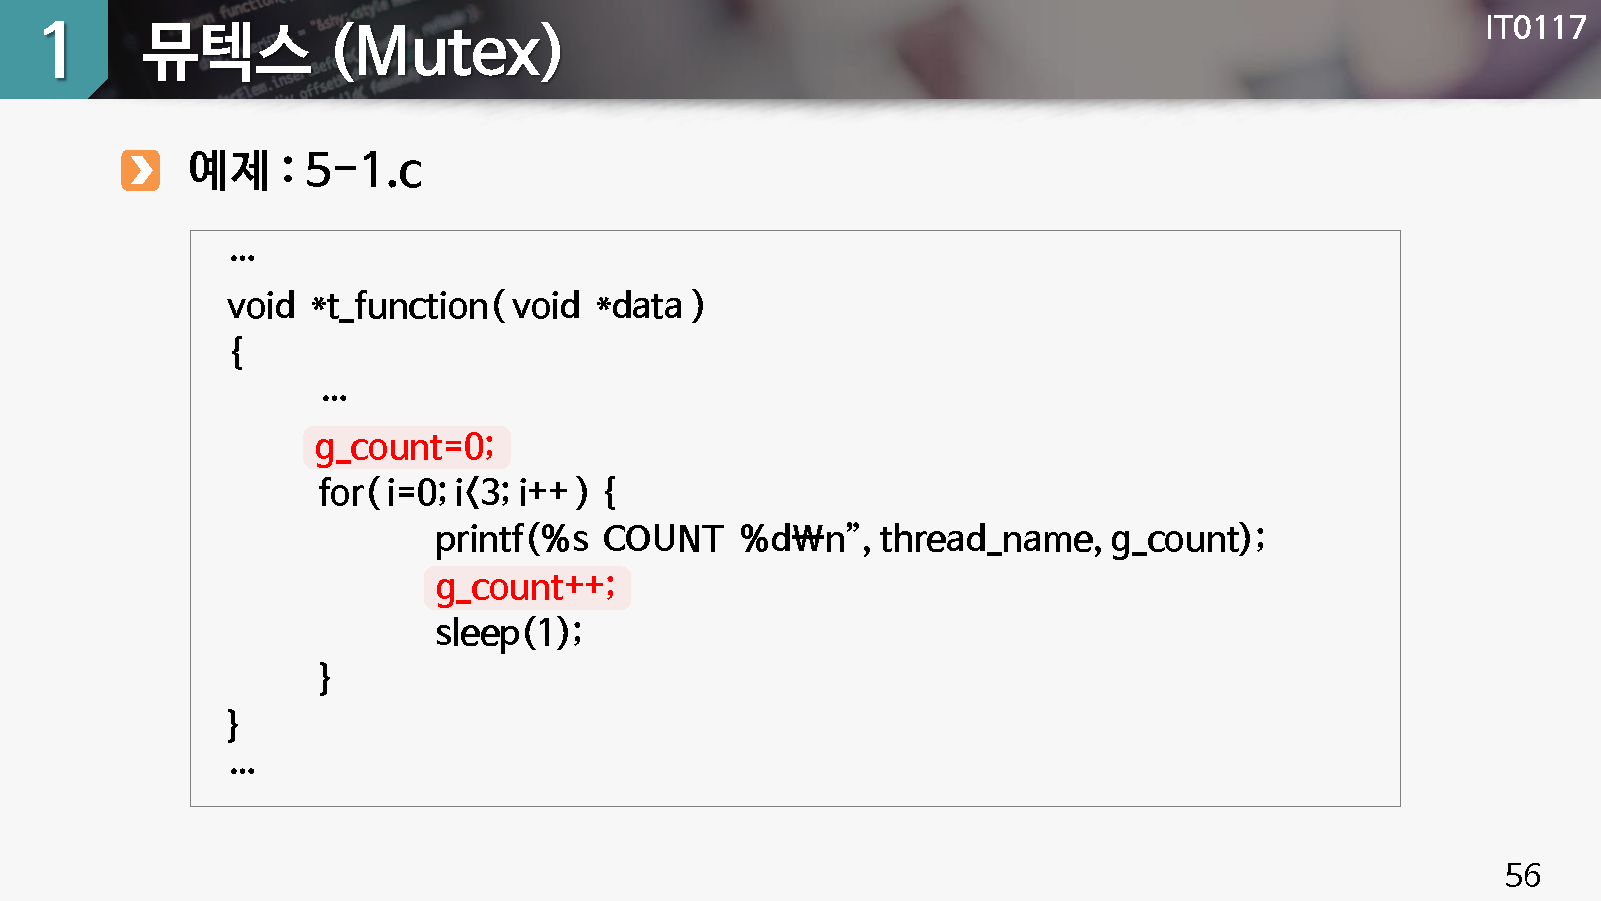 1 뮤텍스 (Mutex)
IT0117
예제 : 5-1.c
...
void *t_function( void *data )
{
...
g_count=0;
for( i=0; i<3; i++ ) {
printf(%s COUNT %d₩n”, thread_name, g_count);
g_count++;
sleep(1);
}
}
...
56